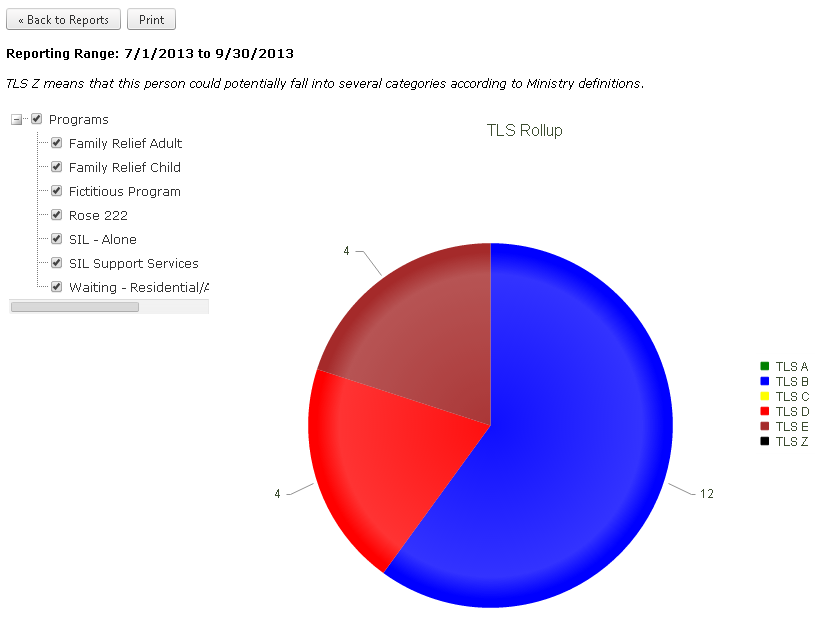 « Back to Reports
Print
Reporting Range: 7/1/2013 to 9/30/2013
TLS Z means that this person could potentially fall into several categories according to Ministry definitions.
Programs
Family Relief Adult
Family Relief Child
Fictitious Program
Rose 222
SIL - Alone
SIL Support Services
Waiting - Residential/A
TLS Rollup
4
4
12
TLS A
TLS B
TLS C
TLS D
TLS E
TLS Z